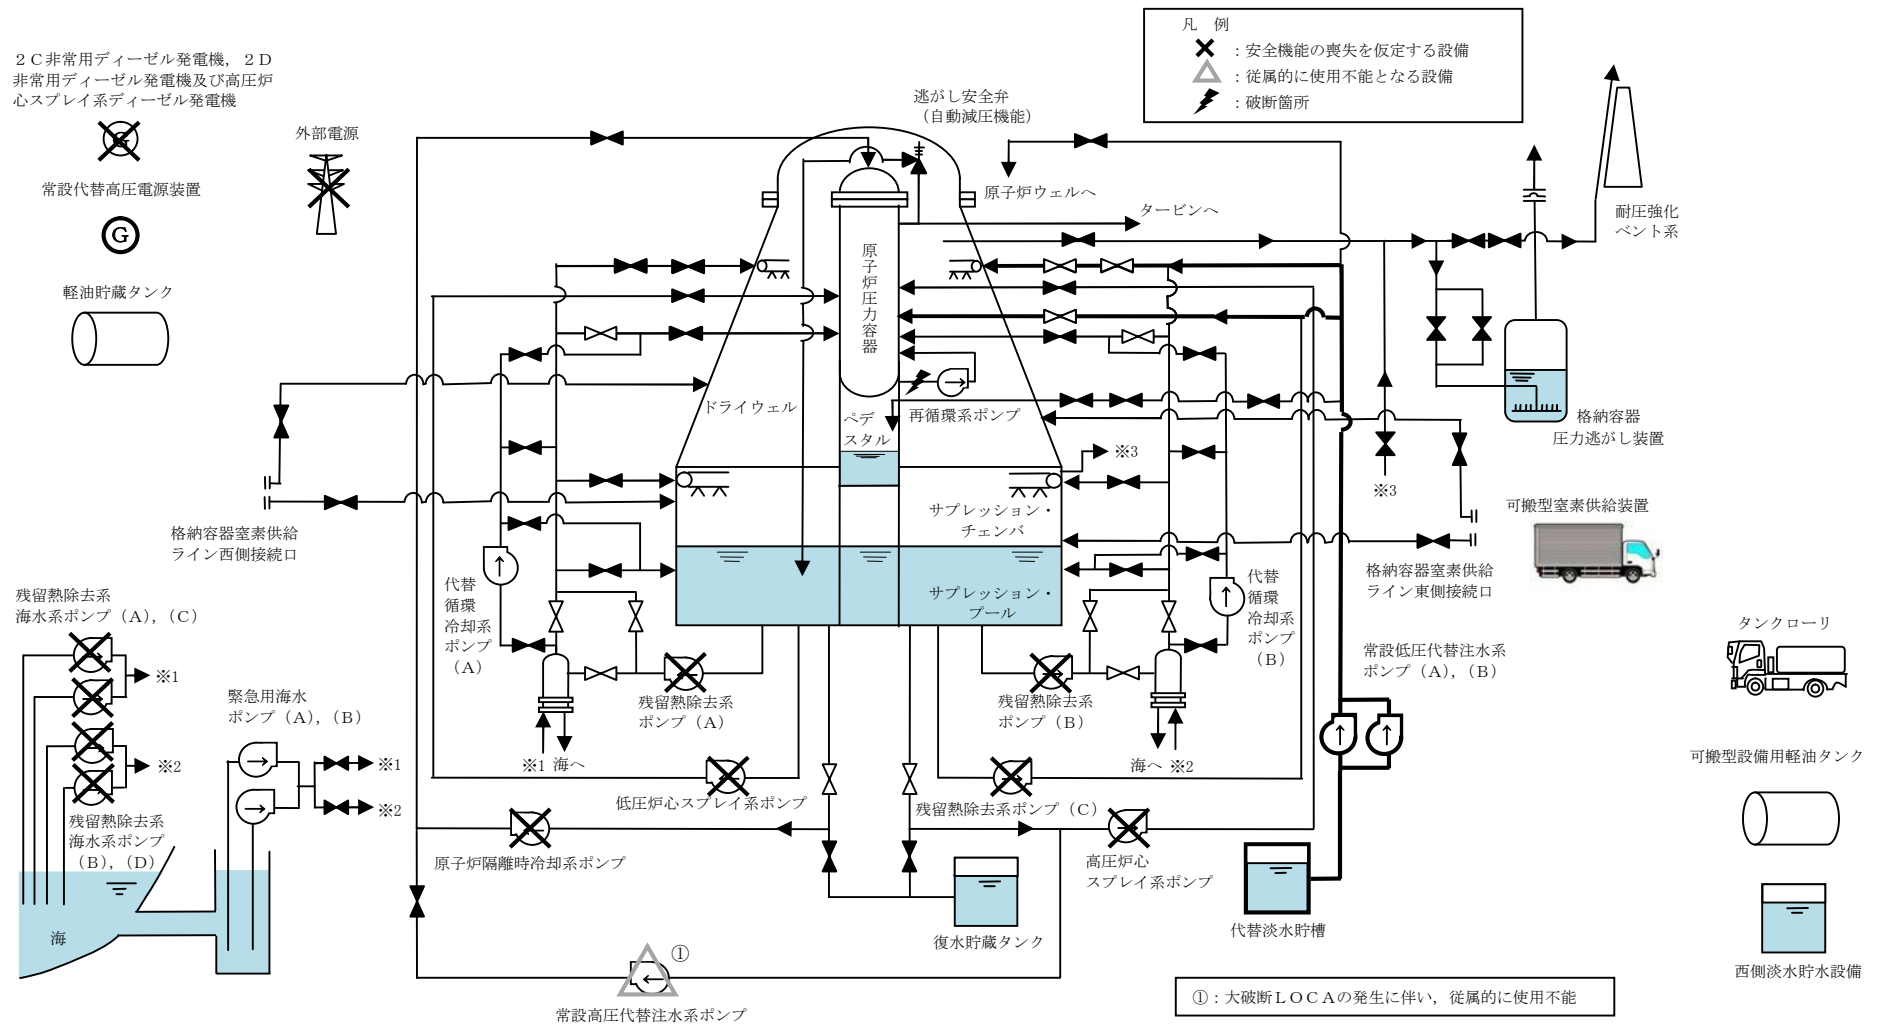 凡　例
：安全機能の喪失を仮定する設備
：従属的に使用不能となる設備
：破断箇所
２Ｃ非常用ディーゼル発電機，２Ｄ
非常用ディーゼル発電機及び高圧炉
心スプレイ系ディーゼル発電機
G
外部電源
常設代替高圧電源装置
G
軽油貯蔵タンク
逃がし安全弁
（自動減圧機能）
原子炉ウェルへ
タービンへ
耐圧強化
ベント系
原子炉圧力容器
ドライウェル
ペデ
スタル
再循環系ポンプ
格納容器
圧力逃がし装置
※3
※3
サプレッション・
チェンバ
サプレッション・
プール
格納容器窒素供給
ライン西側接続口
可搬型窒素供給装置
格納容器窒素供給
ライン東側接続口
代替
循環
冷却系
ポンプ
（A）
代替
循環
冷却系
ポンプ
（B）
残留熱除去系
海水系ポンプ（A），（C）
※1
※2
残留熱除去系
海水系ポンプ
（B），（D）
緊急用海水
ポンプ（A），（B）
※1
※2
海
残留熱除去系
ポンプ（A）
残留熱除去系
ポンプ（B）
※1 海へ
海へ ※2
常設低圧代替注水系
ポンプ（A），（B）
タンクローリ
可搬型設備用軽油タンク
低圧炉心スプレイ系ポンプ
残留熱除去系ポンプ（C）
原子炉隔離時冷却系ポンプ
高圧炉心
スプレイ系ポンプ
復水貯蔵タンク
代替淡水貯槽
西側淡水貯水設備
①
常設高圧代替注水系ポンプ
①：大破断ＬＯＣＡの発生に伴い，従属的に使用不能